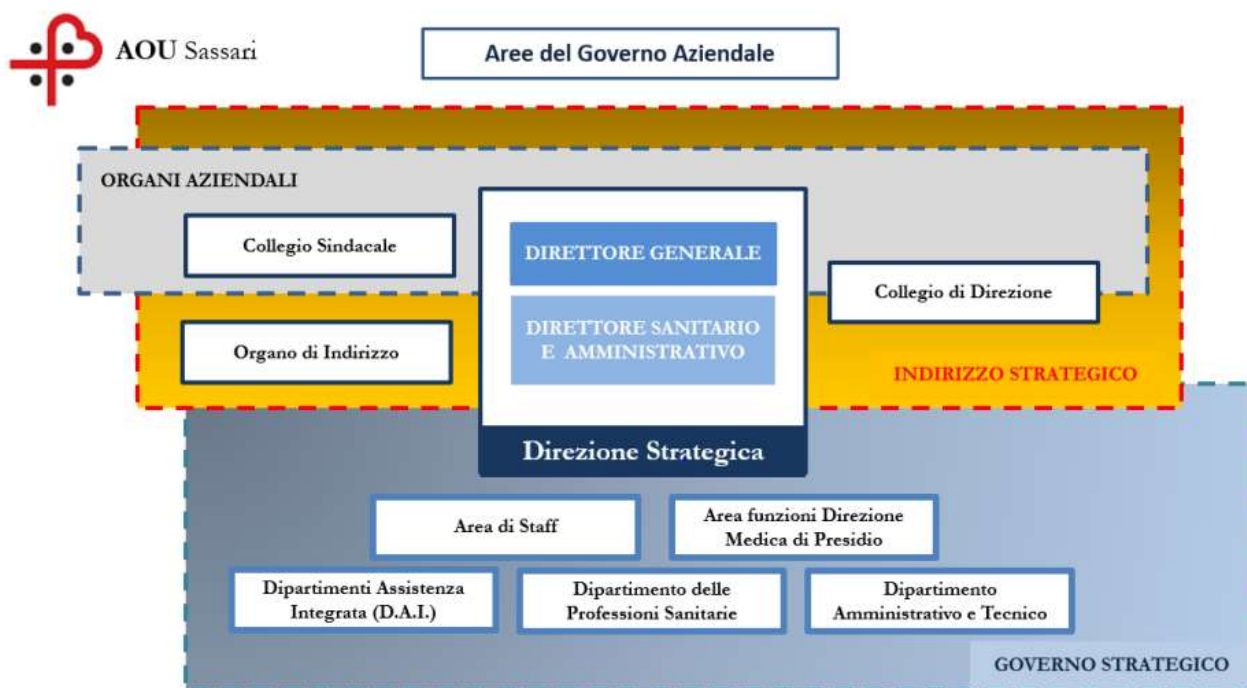 AOU Sassari
Aree del Governo Aziendale
ORGANI AZIENDALI
Collegio Sindacale
DIRETTORE GENERALE
Collegio di Direzione
DIRETTORE SANITARIO
E AMMINISTRATIVO
Organo di Indirizzo
INDIRIZZO STRATEGICO
Direzione Strategica
Area di Staff
Area funzioni Direzione
Medica di Presidio
Dipartimenti Assistenza
Integrata (D.A.I.)
Dipartimento delle
Professioni Sanitarie
Dipartimento
Amministrativo e Tecnico
GOVERNO STRATEGICO